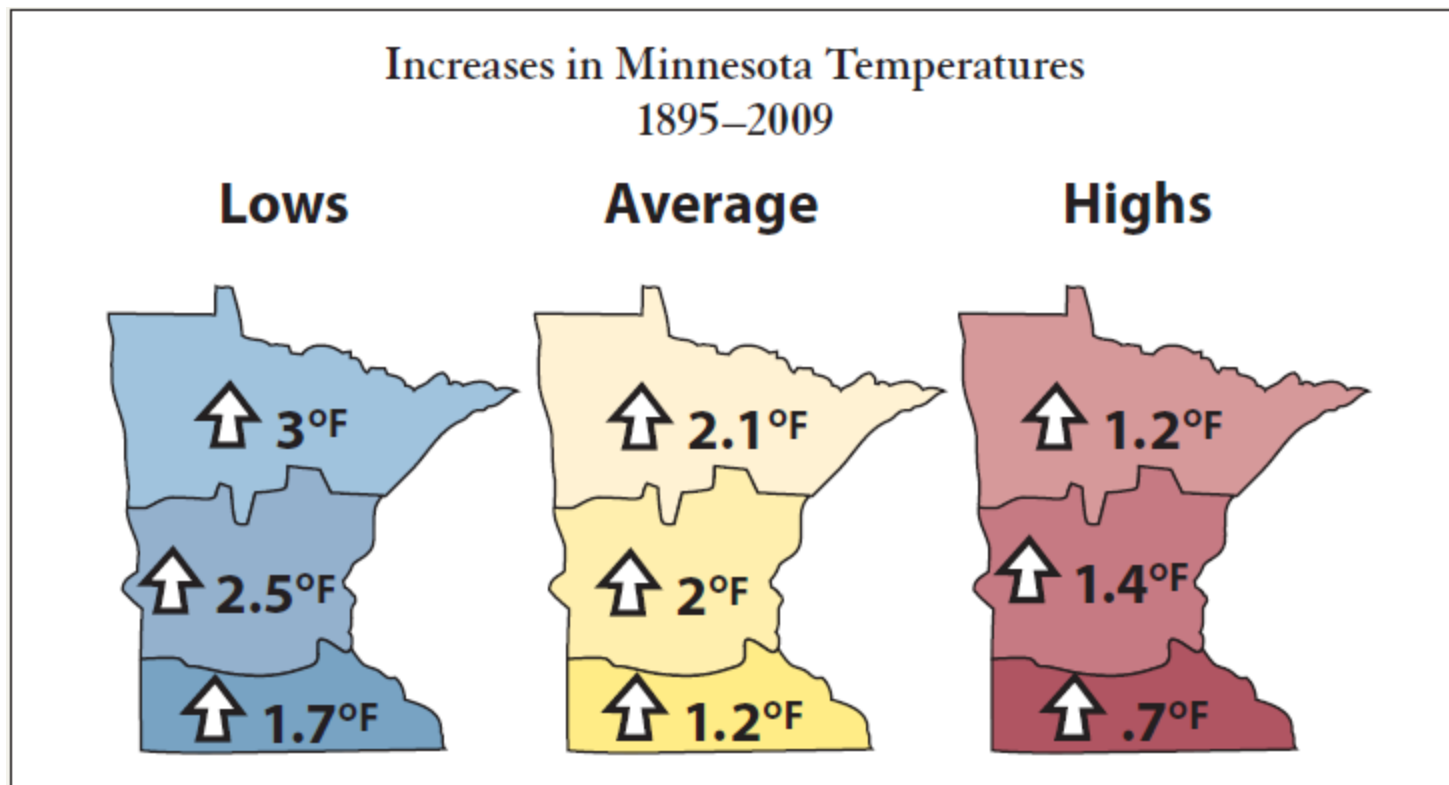 Increases in Minnesota Temperatures
1895–2009
Lows
Average
Highs
3°F
2.1°F
1.2°F
2.5°F
2°F
1.4°F
1.7°F
1.2°F
.7°F